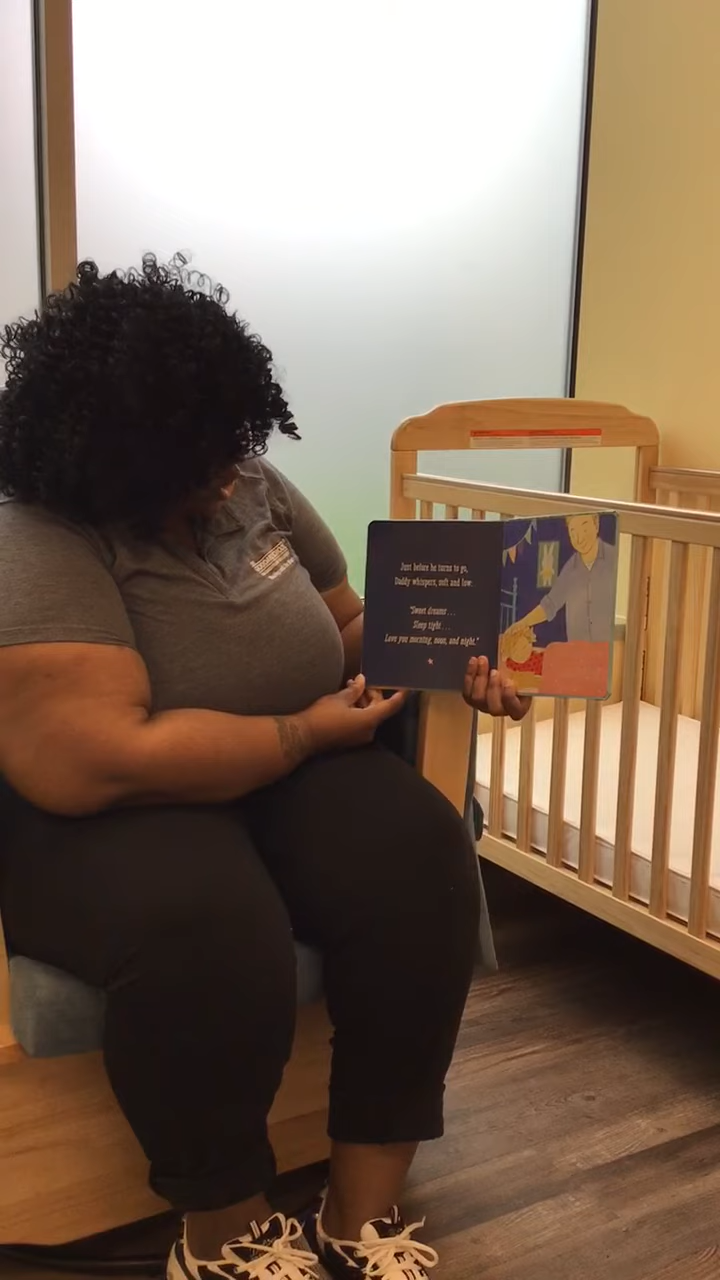 Just before he turns to go,
Daddy whispers, soft and low:
"Sweet dreams . . .
Sleep tight . . .
Love you morning, noon, and night."